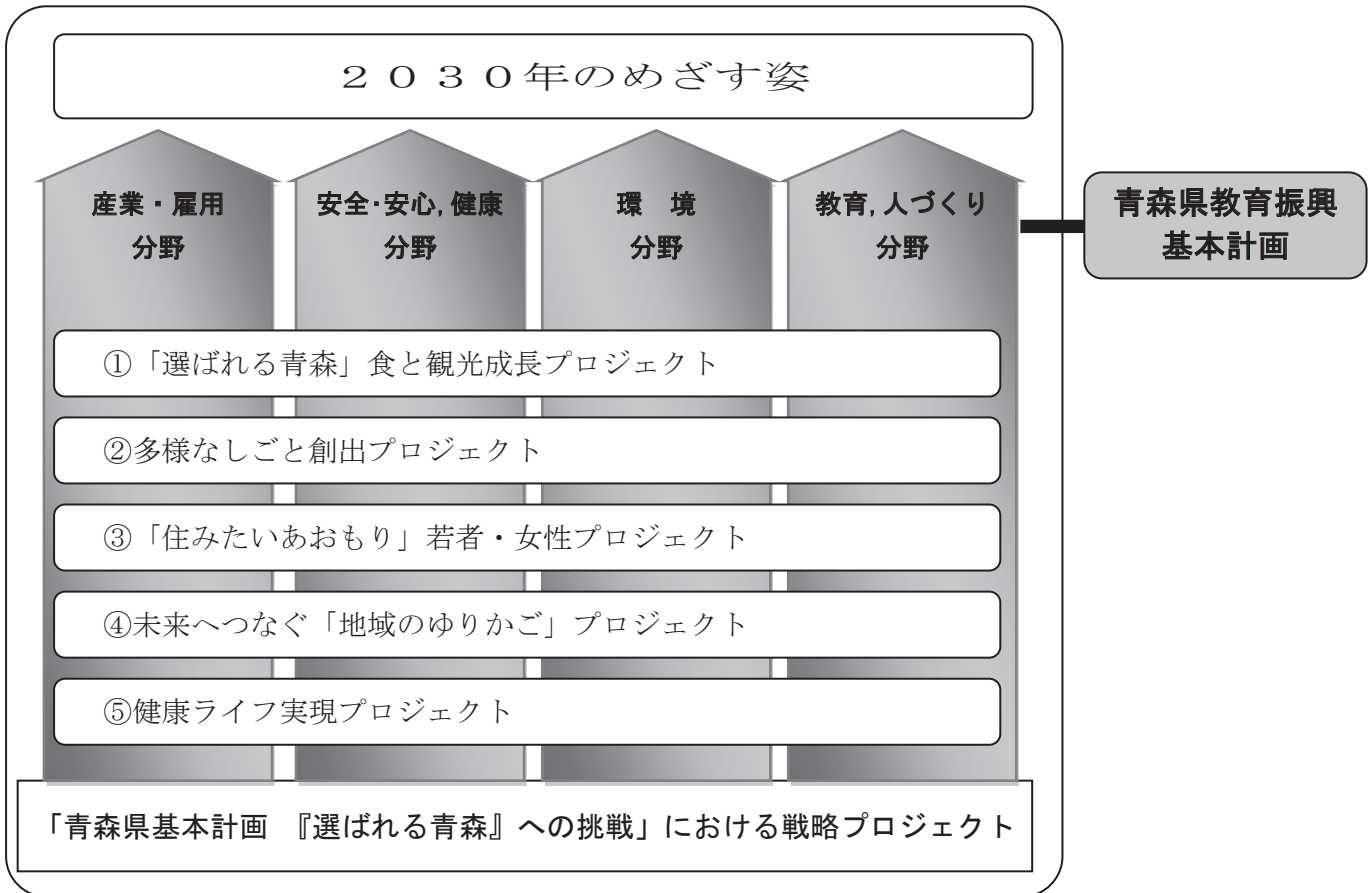 ２０３０年のめざす姿
産業・雇用
分野
安全・安心,健康
分野
環　境
分野
教育,人づくり
分野
青森県教育振興
基本計画
①「選ばれる青森」食と観光成長プロジェクト
②多様なしごと創出プロジェクト
③「住みたいあおもり」若者・女性プロジェクト
④未来へつなぐ「地域のゆりかご」プロジェクト
⑤健康ライフ実現プロジェクト
「青森県基本計画　『選ばれる青森』への挑戦」における戦略プロジェクト